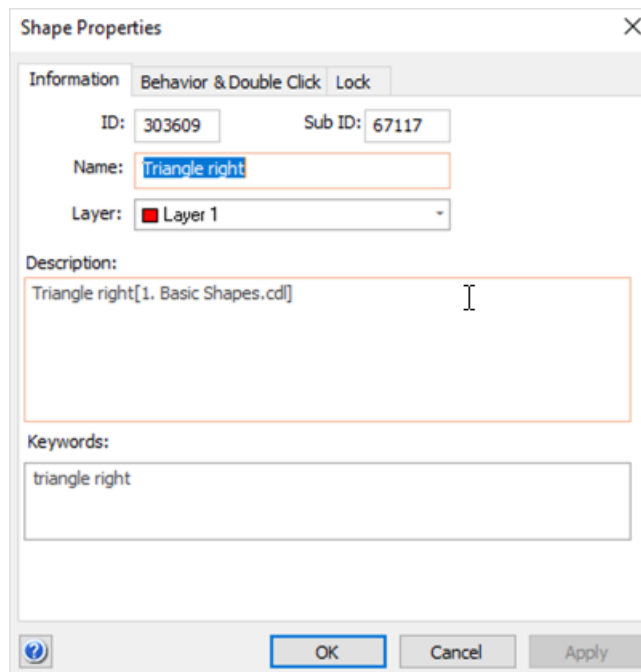 Shape Properties
Information Behavior & Double Click Lock
ID: 303609 Sub ID: 67117
Name: Triangle right
Layer: Layer 1
Description:
Triangle right[1. Basic Shapes.cdl]
Keywords:
triangle right
? OK Cancel Apply